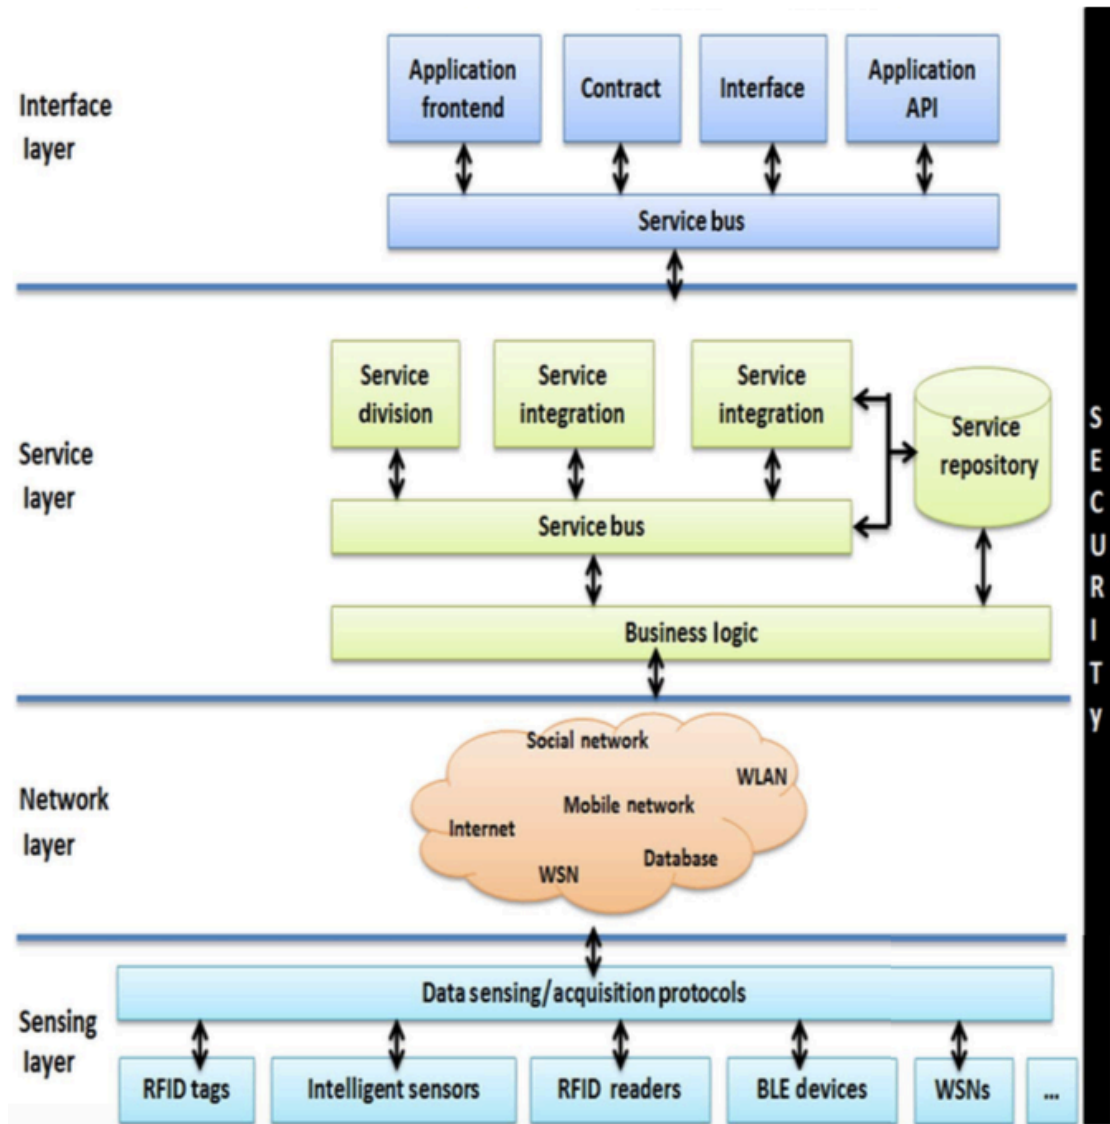 Interface
layer
Application
frontend
Contract
Interface
Application
API
Service bus
Service
layer
Service
division
Service
integration
Service
integration
Service
repository
Service bus
Business logic
Network
layer
Social network
WLAN
Mobile network
Internet
Database
WSN
Sensing
layer
Data sensing/acquisition protocols
RFID tags
Intelligent sensors
RFID readers
BLE devices
WSNs
...
SECURITy